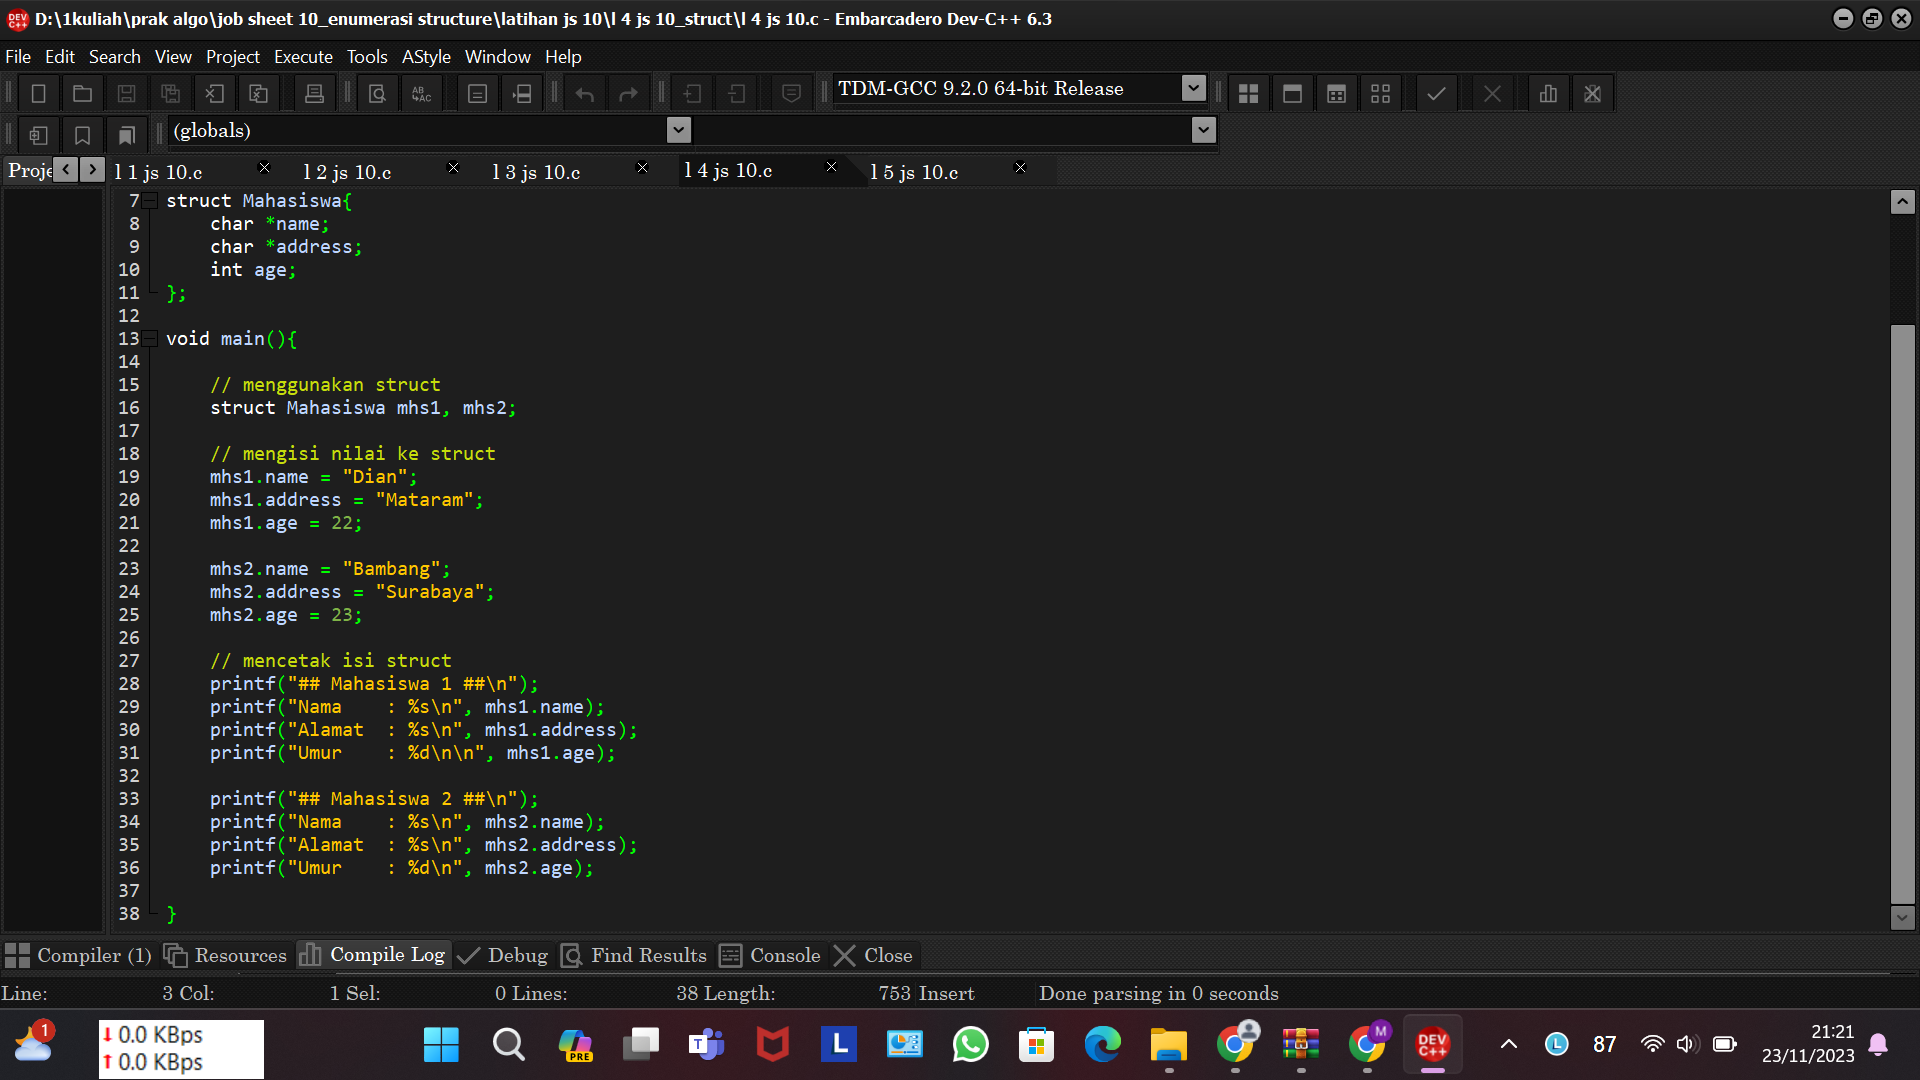 D:\1kuliah\prak algo\job sheet 10_enumerasi structure\latihan js 10\l 4 js 10_struct\l 4 js 10.c - Embarcadero Dev-C++ 6.3
File Edit Search View Project Execute Tools AStyle Window Help
TDM-GCC 9.2.0 64-bit Release
(globals)
Proje l 1 js 10.c l 2 js 10.c l 3 js 10.c l 4 js 10.c l 5 js 10.c
7 struct Mahasiswa{
8     char *name;
9     char *address;
10     int age;
11 };
12
13 void main(){
14
15     // menggunakan struct
16     struct Mahasiswa mhs1, mhs2;
17
18     // mengisi nilai ke struct
19     mhs1.name = "Dian";
20     mhs1.address = "Mataram";
21     mhs1.age = 22;
22
23     mhs2.name = "Bambang";
24     mhs2.address = "Surabaya";
25     mhs2.age = 23;
26
27     // mencetak isi struct
28     printf("## Mahasiswa 1 ##\n");
29     printf("Nama    : %s\n", mhs1.name);
30     printf("Alamat  : %s\n", mhs1.address);
31     printf("Umur    : %d\n\n", mhs1.age);
32
33     printf("## Mahasiswa 2 ##\n");
34     printf("Nama    : %s\n", mhs2.name);
35     printf("Alamat  : %s\n", mhs2.address);
36     printf("Umur    : %d\n", mhs2.age);
37
38 }
Compiler (1) Resources Compile Log Debug Find Results Console Close
Line: 3 Col: 1 Sel: 0 Lines: 38 Length: 753 Insert Done parsing in 0 seconds
1
0.0 KBps
0.0 KBps
PRE
T
L
M
DEV C++
L
87
21:21
23/11/2023